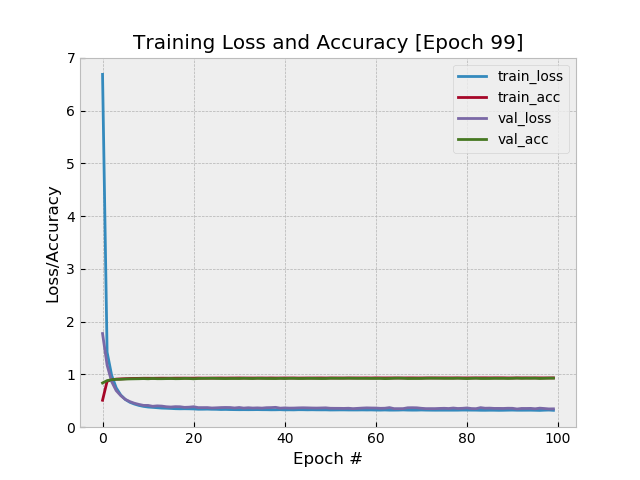 Training Loss and Accuracy [Epoch 99]
train_loss
train_acc
val_loss
val_acc
Loss/Accuracy
7
6
5
4
3
2
1
0
0 20 40 60 80 100
Epoch #